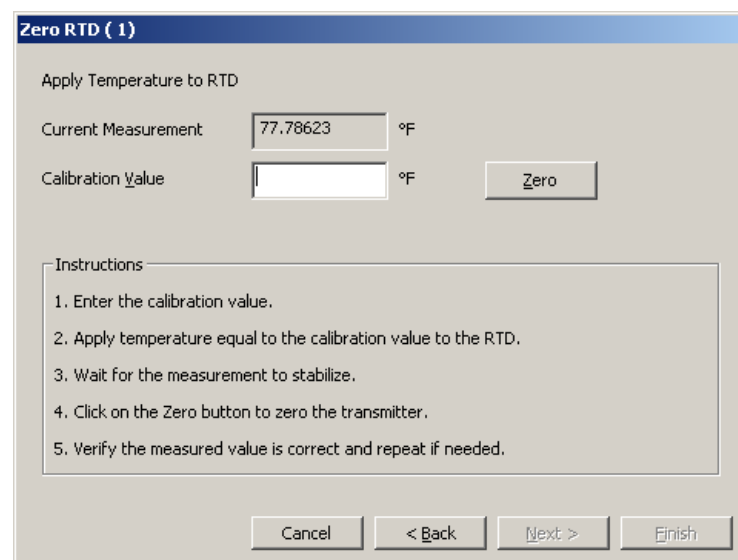 Zero RTD ( 1)
Apply Temperature to RTD
Current Measurement 77.78623 °F
Calibration Value °F Zero
Instructions
1. Enter the calibration value.
2. Apply temperature equal to the calibration value to the RTD.
3. Wait for the measurement to stabilize.
4. Click on the Zero button to zero the transmitter.
5. Verify the measured value is correct and repeat if needed.
Cancel < Back Next > Finish